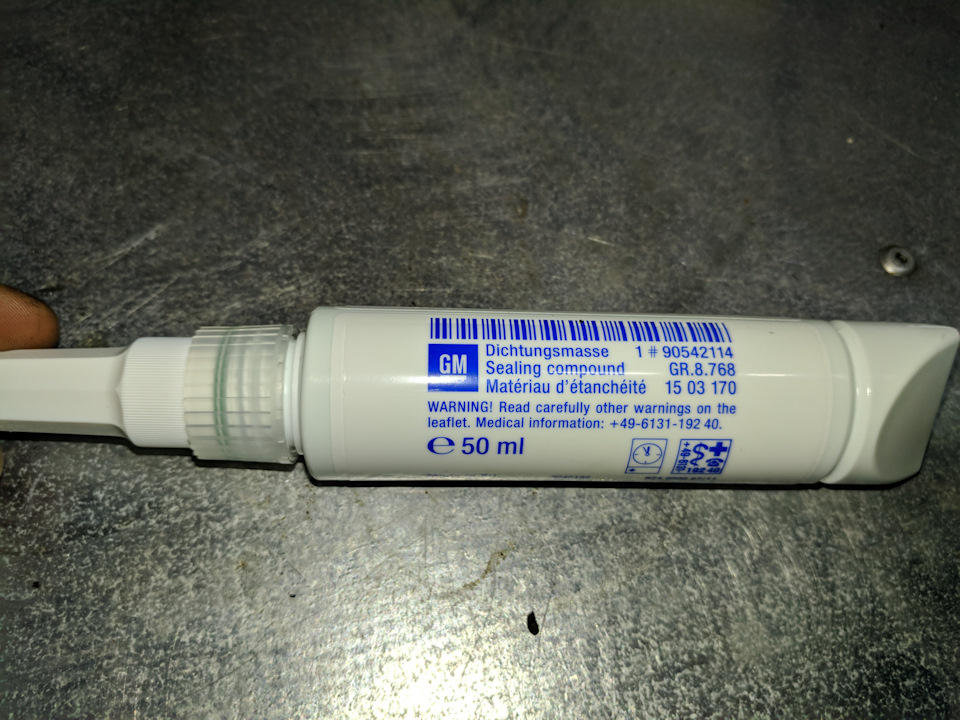 GM
Dichtungsmasse 1 # 90542114
Sealing compound GR.8.768
Matériau d'étanchéité 15 03 170
WARNING! Read carefully other warnings on the
leaflet. Medical information: +49-6131-192 40.
℮ 50 ml